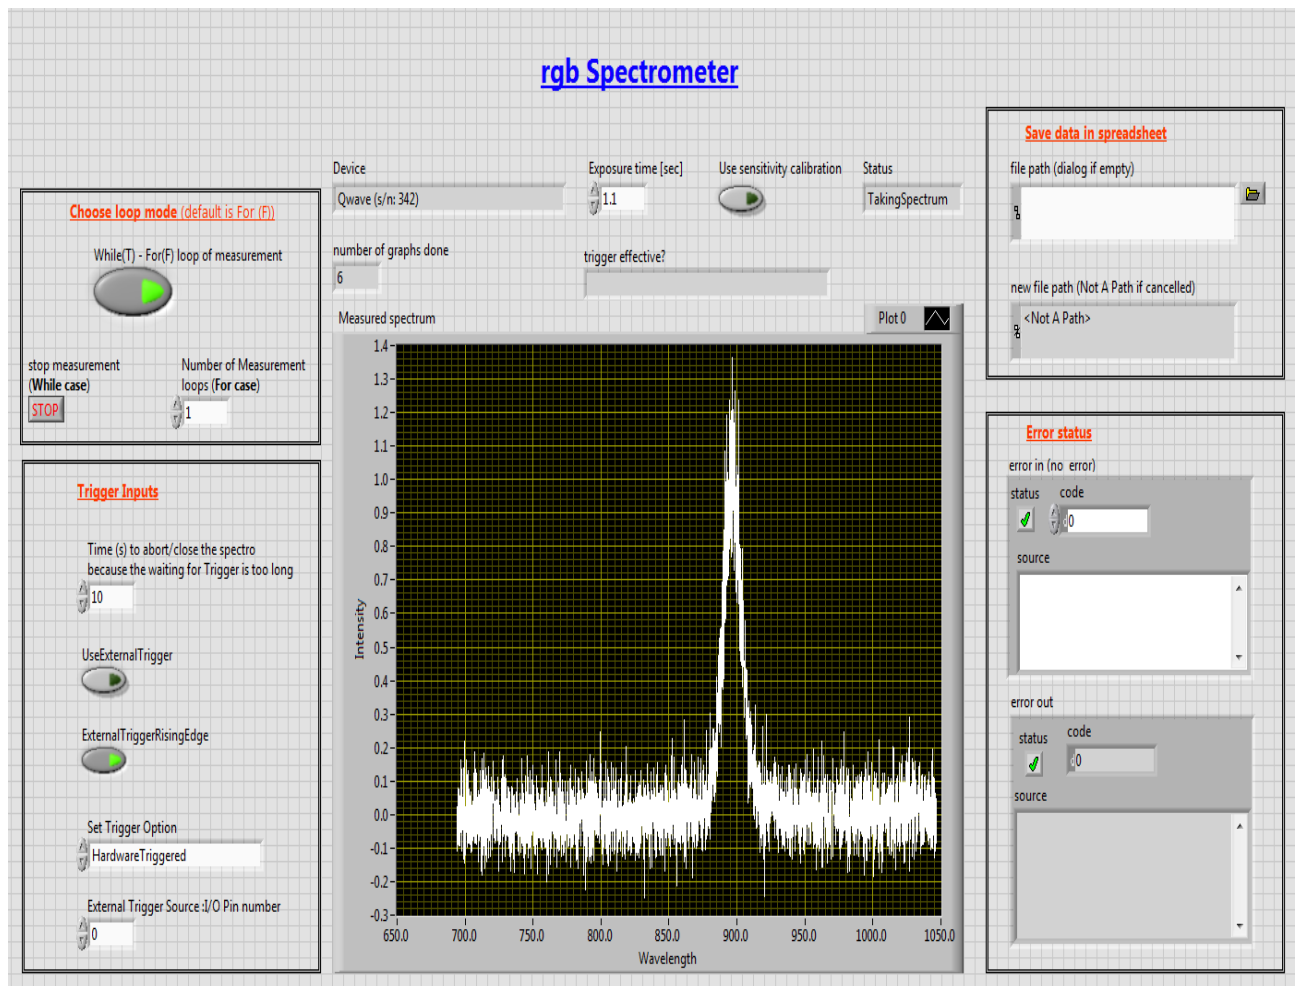 rgb Spectrometer
Choose loop mode (default is For (F))
While(T) - For(F) loop of measurement
stop measurement
(While case)
STOP
Number of Measurement
loops (For case)
1
Trigger Inputs
Time (s) to abort/close the spectro
because the waiting for Trigger is too long
10
UseExternalTrigger
ExternalTriggerRisingEdge
Set Trigger Option
HardwareTriggered
External Trigger Source :I/O Pin number
0
Device
Qwave (s/n: 342)
Exposure time [sec]
1.1
Use sensitivity calibration
Status
TakingSpectrum
number of graphs done
6
trigger effective?
Measured spectrum
Plot 0
1.4
1.3
1.2
1.1
1.0
0.9
0.8
0.7
0.6
0.5
0.4
0.3
0.2
0.1
0.0
-0.1
-0.2
-0.3
Intensity
650.0 700.0 750.0 800.0 850.0 900.0 950.0 1000.0 1050.0
Wavelength
Save data in spreadsheet
file path (dialog if empty)
new file path (Not A Path if cancelled)
<Not A Path>
Error status
error in (no error)
status code
0
source
error out
status code
0
source